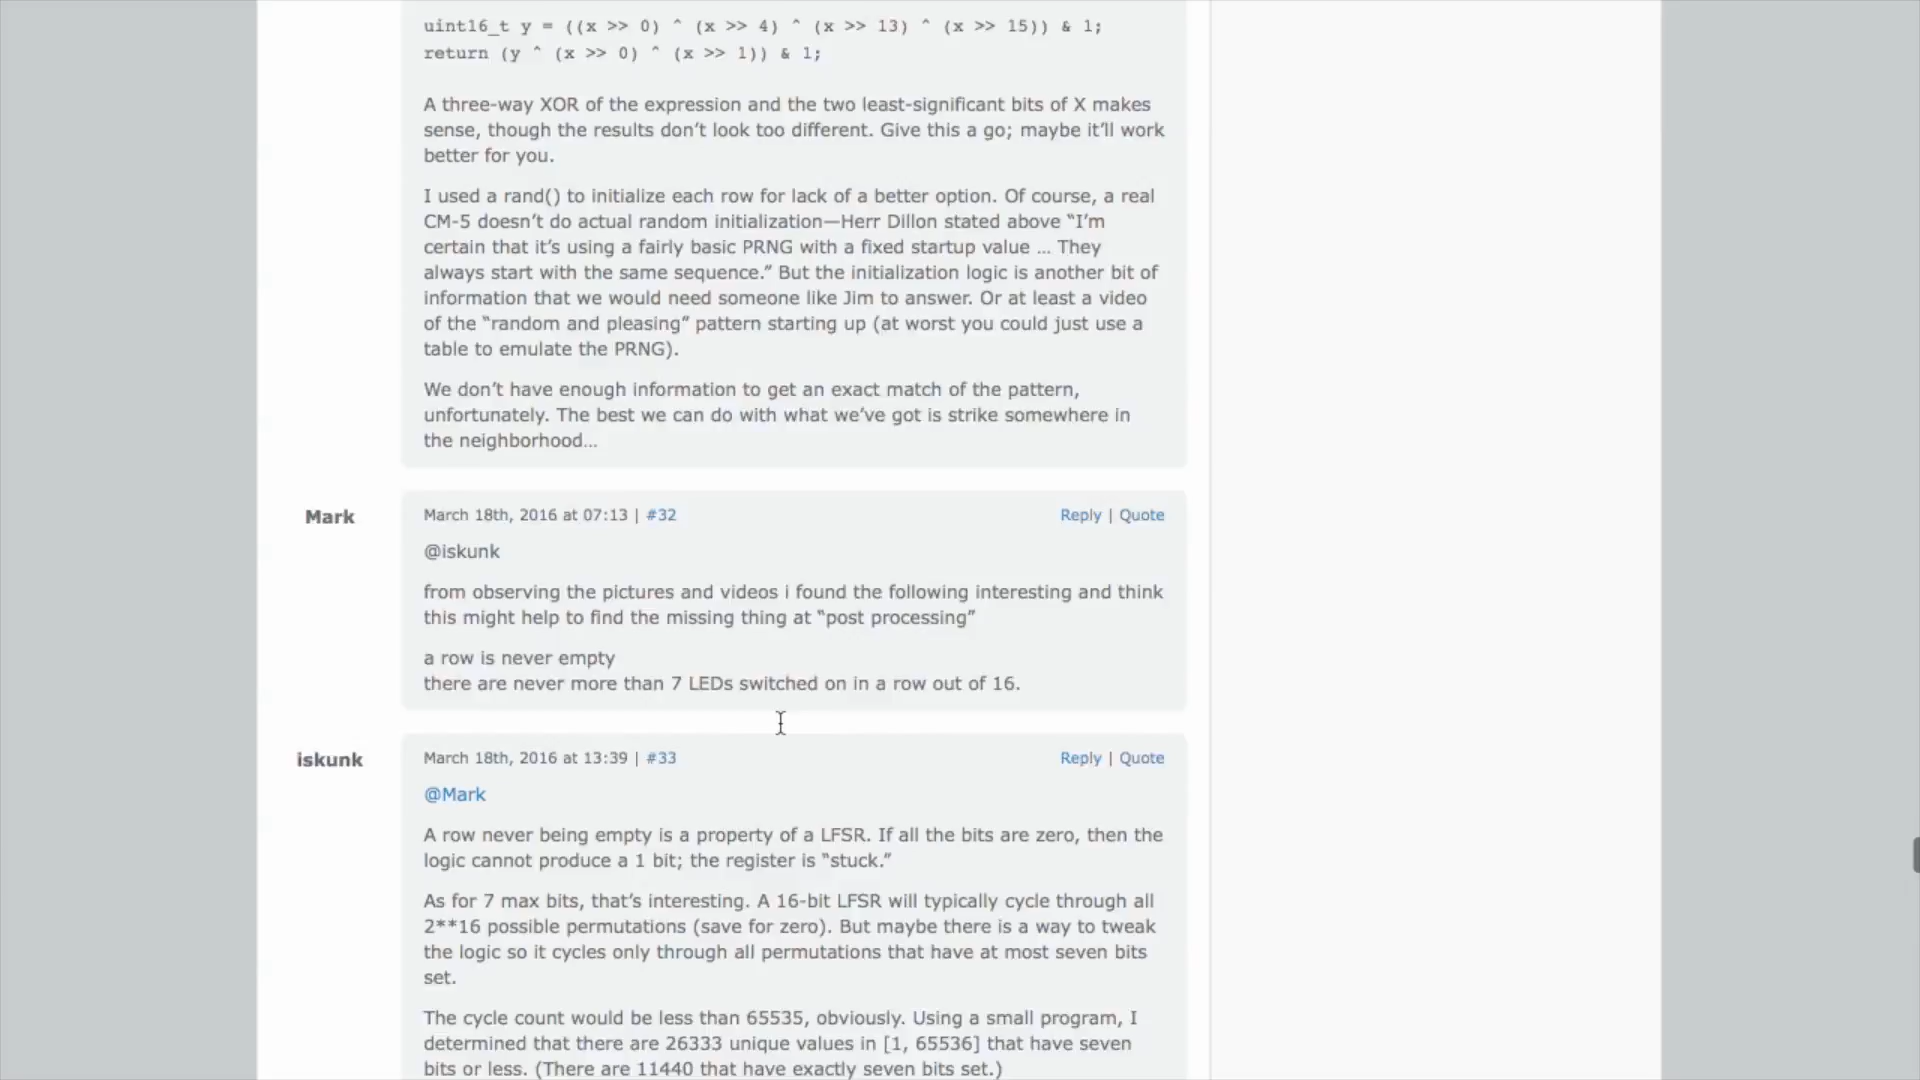 uint16_t y = ((x >> 0) ^ (x >> 4) ^ (x >> 13) ^ (x >> 15)) & 1;
return (y ^ (x >> 0) ^ (x >> 1)) & 1;
A three-way XOR of the expression and the two least-significant bits of X makes
sense, though the results don’t look too different. Give this a go; maybe it’ll work
better for you.
I used a rand() to initialize each row for lack of a better option. Of course, a real
CM-5 doesn’t do actual random initialization—Herr Dillon stated above “I’m
certain that it’s using a fairly basic PRNG with a fixed startup value … They
always start with the same sequence.” But the initialization logic is another bit of
information that we would need someone like Jim to answer. Or at least a video
of the “random and pleasing” pattern starting up (at worst you could just use a
table to emulate the PRNG).
We don’t have enough information to get an exact match of the pattern,
unfortunately. The best we can do with what we’ve got is strike somewhere in
the neighborhood…
Mark
March 18th, 2016 at 07:13 | #32
Reply | Quote
@iskunk
from observing the pictures and videos i found the following interesting and think
this might help to find the missing thing at “post processing”
a row is never empty
there are never more than 7 LEDs switched on in a row out of 16.
iskunk
March 18th, 2016 at 13:39 | #33
Reply | Quote
@Mark
A row never being empty is a property of a LFSR. If all the bits are zero, then the
logic cannot produce a 1 bit; the register is “stuck.”
As for 7 max bits, that’s interesting. A 16-bit LFSR will typically cycle through all
2**16 possible permutations (save for zero). But maybe there is a way to tweak
the logic so it cycles only through all permutations that have at most seven bits
set.
The cycle count would be less than 65535, obviously. Using a small program, I
determined that there are 26333 unique values in [1, 65536] that have seven
bits or less. (There are 11440 that have exactly seven bits set.)